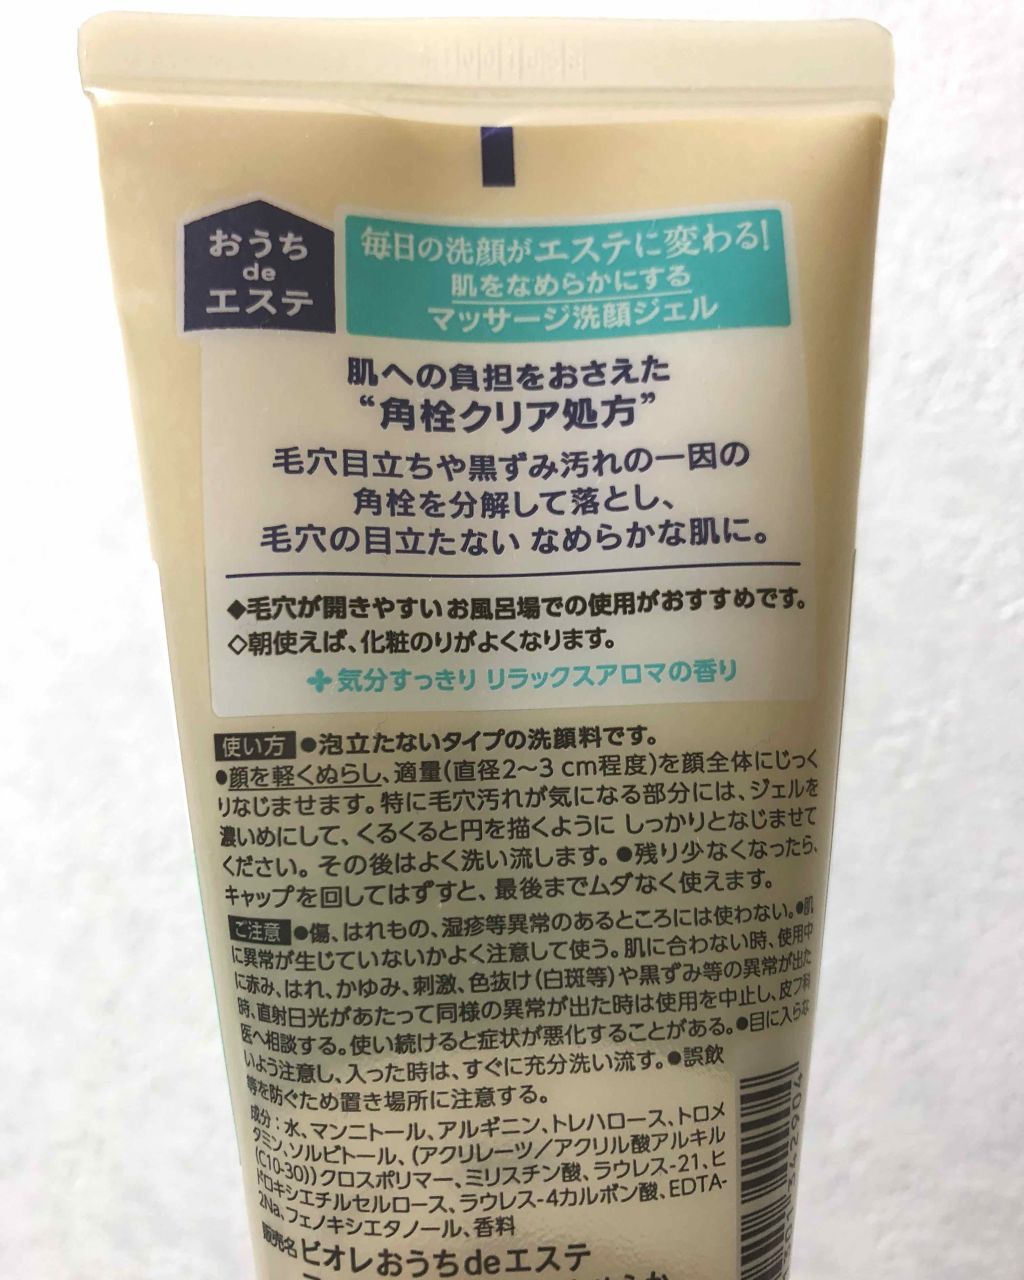 おうち
de
エステ
毎日の洗顔がエステに変わる!
肌をなめらかにする
マッサージ洗顔ジェル
肌への負担をおさえた
“角栓クリア処方”
毛穴目立ちや黒ずみ汚れの一因の
角栓を分解して落とし、
毛穴の目立たない なめらかな肌に。
◆毛穴が開きやすいお風呂場での使用がおすすめです。
◇朝使えば、化粧のりがよくなります。
+気分すっきり リラックスアロマの香り
使い方 ●泡立たないタイプの洗顔料です。
●顔を軽くぬらし、適量(直径2〜3 cm程度)を顔全体にじっく
りなじませます。特に毛穴汚れが気になる部分には、ジェルを
濃いめにして、くるくると円を描くように しっかりとなじませて
ください。その後はよく洗い流します。●残り少なくなったら、
キャップを回してはずすと、最後までムダなく使えます。
ご注意 ●傷、はれもの、湿疹等異常のあるところには使わない。●肌
に異常が生じていないかよく注意して使う。肌に合わない時、使用中
に赤み、はれ、かゆみ、刺激、色抜け(白斑等)や黒ずみ等の異常が出た
時、直射日光があたって同様の異常が出た時は使用を中止し、皮フ科
医へ相談する。使い続けると症状が悪化することがある。●目に入らな
いよう注意し、入った時は、すぐに充分洗い流す。●誤飲
等を防ぐため置き場所に注意する。
成分:水、マンニトール、アルギニン、トレハロース、トロメ
タミン、ソルビトール、(アクリレーツ/アクリル酸アルキル
(C10-30))クロスポリマー、ミリスチン酸、ラウレス-21、ヒ
ドロキシエチルセルロース、ラウレス-4カルボン酸、EDTA-
2Na、フェノキシエタノール、香料
販売名 ビオレおうちdeエステ